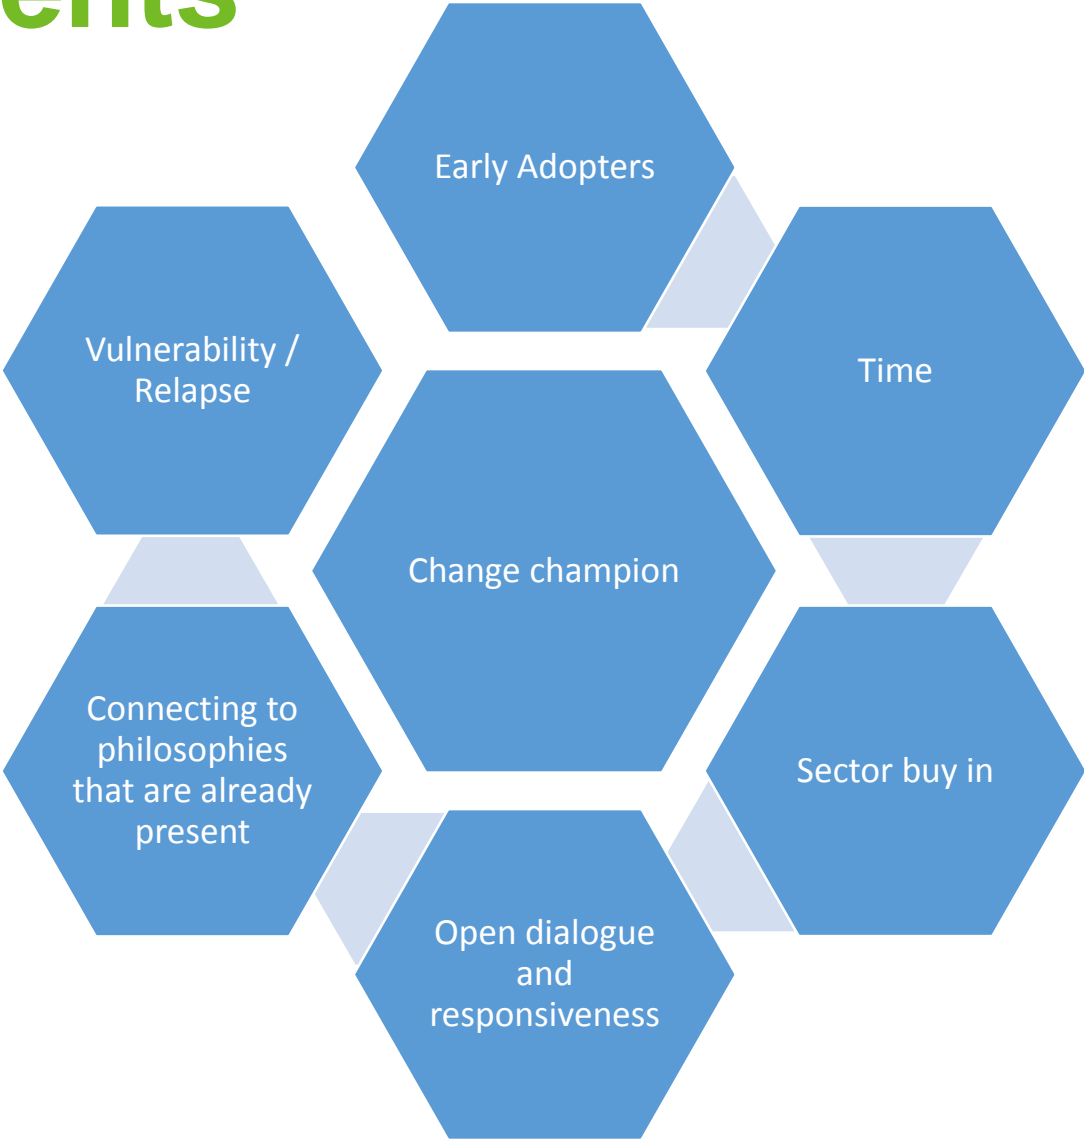 ents
Early Adopters
Time
Sector buy in
Open dialogue
and
responsiveness
Connecting to
philosophies
that are already
present
Vulnerability /
Relapse
Change champion